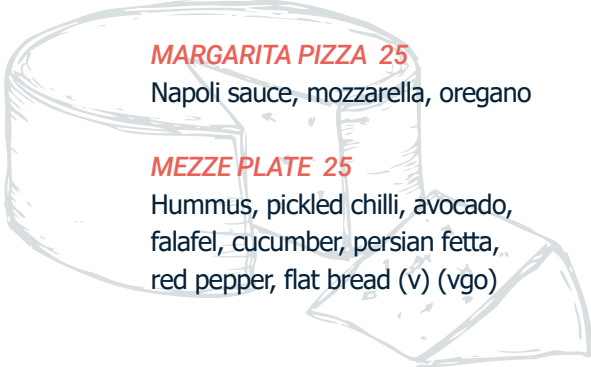 MARGARITA PIZZA 25
Napoli sauce, mozzarella, oregano
MEZZE PLATE 25
Hummus, pickled chilli, avocado,
falafel, cucumber, persian fetta,
red pepper, flat bread (v) (vgo)